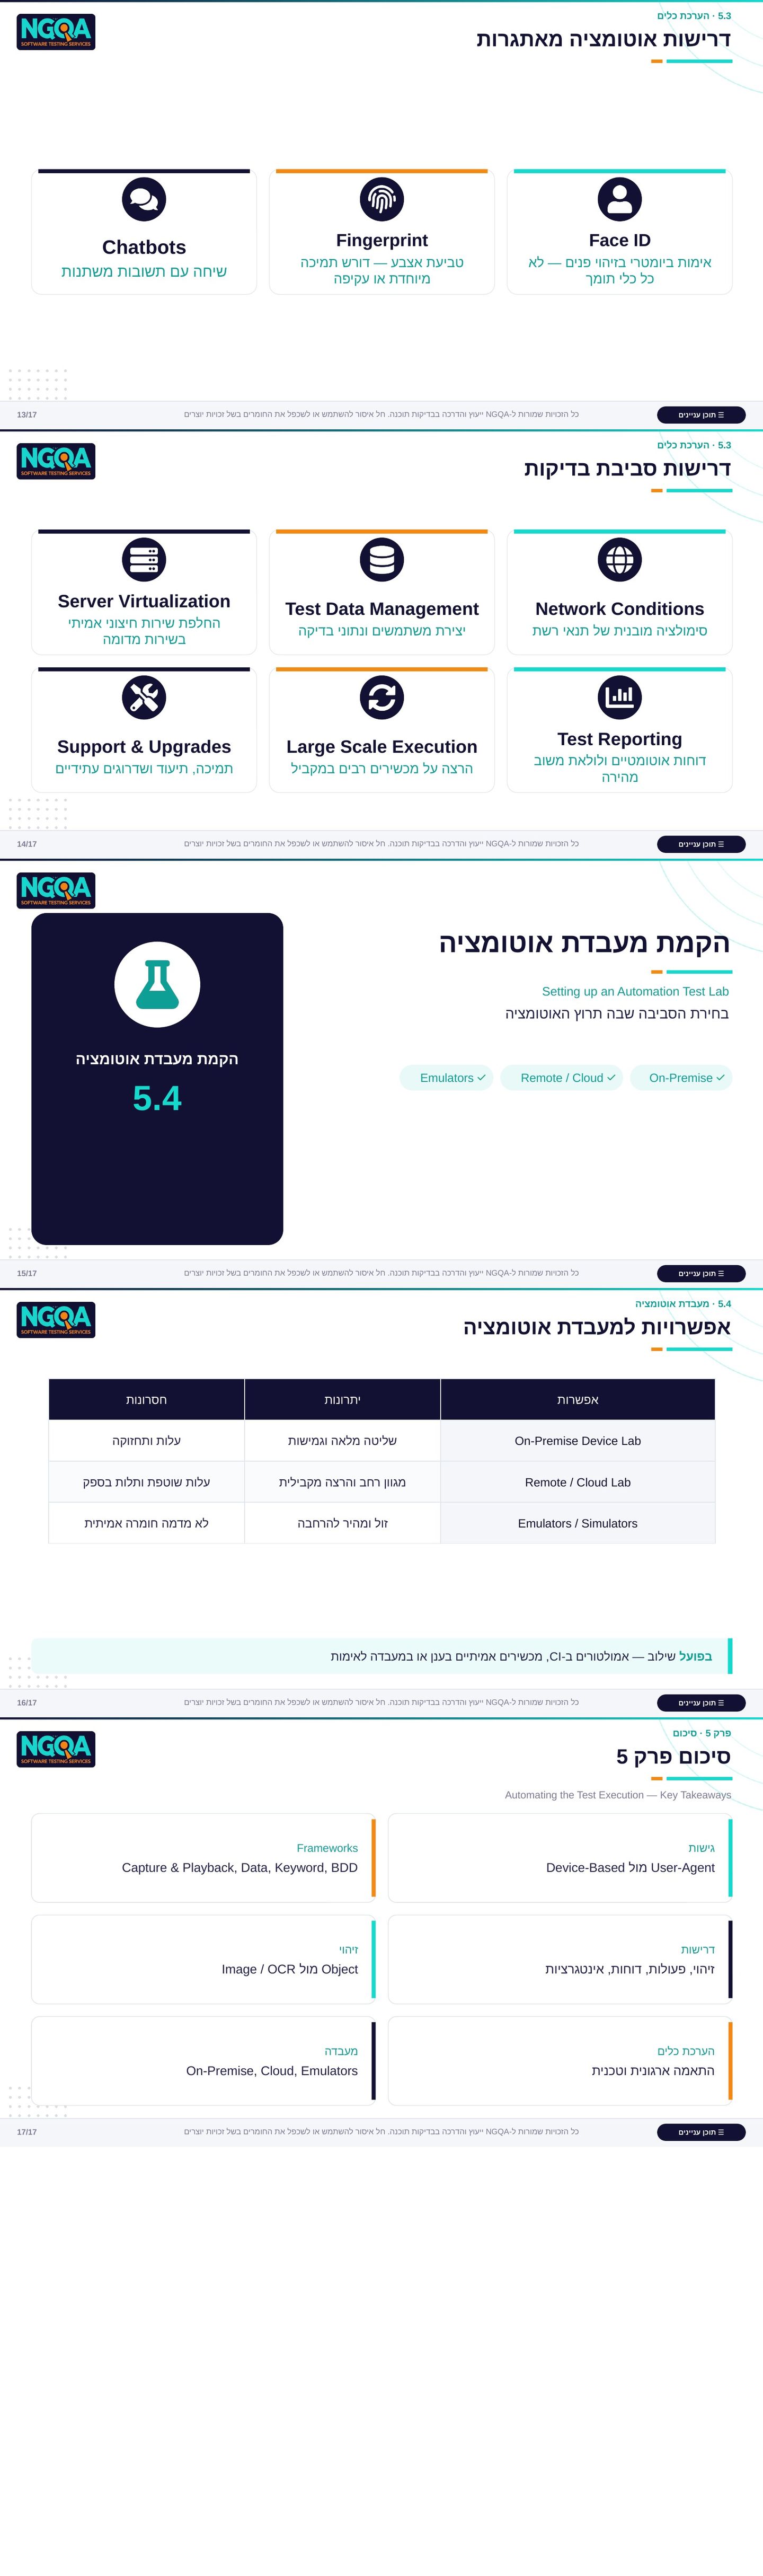 NGQA
SOFTWARE TESTING SERVICES
5.3 · הערכת כלים
דרישות אוטומציה מאתגרות
Face ID
אימות ביומטרי בזיהוי פנים — לא
כל כלי תומך
Fingerprint
טביעת אצבע — דורש תמיכה
מיוחדת או עקיפה
Chatbots
שיחה עם תשובות משתנות
☰ תוכן עניינים
כל הזכויות שמורות ל-NGQA ייעוץ והדרכה בבדיקות תוכנה. חל איסור להשתמש או לשכפל את החומרים בשל זכויות יוצרים
13/17
NGQA
SOFTWARE TESTING SERVICES
5.3 · הערכת כלים
דרישות סביבת בדיקות
Network Conditions
סימולציה מובנית של תנאי רשת
Test Data Management
יצירת משתמשים ונתוני בדיקה
Server Virtualization
החלפת שירות חיצוני אמיתי
בשירות מדומה
Test Reporting
דוחות אוטומטיים ולולאת משוב
מהירה
Large Scale Execution
הרצה על מכשירים רבים במקביל
Support & Upgrades
תמיכה, תיעוד ושדרוגים עתידיים
☰ תוכן עניינים
כל הזכויות שמורות ל-NGQA ייעוץ והדרכה בבדיקות תוכנה. חל איסור להשתמש או לשכפל את החומרים בשל זכויות יוצרים
14/17
NGQA
SOFTWARE TESTING SERVICES
הקמת מעבדת אוטומציה
Setting up an Automation Test Lab
בחירת הסביבה שבה תרוץ האוטומציה
✓ On-Premise
✓ Remote / Cloud
✓ Emulators
הקמת מעבדת אוטומציה
5.4
☰ תוכן עניינים
כל הזכויות שמורות ל-NGQA ייעוץ והדרכה בבדיקות תוכנה. חל איסור להשתמש או לשכפל את החומרים בשל זכויות יוצרים
15/17
NGQA
SOFTWARE TESTING SERVICES
5.4 · מעבדת אוטומציה
אפשרויות למעבדת אוטומציה
אפשרות יתרונות חסרונות
On-Premise Device Lab שליטה מלאה וגמישות עלות ותחזוקה
Remote / Cloud Lab מגוון רחב והרצה מקבילית עלות שוטפת ותלות בספק
Emulators / Simulators זול ומהיר להרחבה לא מדמה חומרה אמיתית
בפועל שילוב — אמולטורים ב-CI, מכשירים אמיתיים בענן או במעבדה לאימות
☰ תוכן עניינים
כל הזכויות שמורות ל-NGQA ייעוץ והדרכה בבדיקות תוכנה. חל איסור להשתמש או לשכפל את החומרים בשל זכויות יוצרים
16/17
NGQA
SOFTWARE TESTING SERVICES
פרק 5 · סיכום
סיכום פרק 5
Automating the Test Execution — Key Takeaways
גישות
User-Agent מול Device-Based
Frameworks
Capture & Playback, Data, Keyword, BDD
דרישות
זיהוי, פעולות, דוחות, אינטגרציות
זיהוי
Object מול Image / OCR
הערכת כלים
התאמה ארגונית וטכנית
מעבדה
On-Premise, Cloud, Emulators
☰ תוכן עניינים
כל הזכויות שמורות ל-NGQA ייעוץ והדרכה בבדיקות תוכנה. חל איסור להשתמש או לשכפל את החומרים בשל זכויות יוצרים
17/17